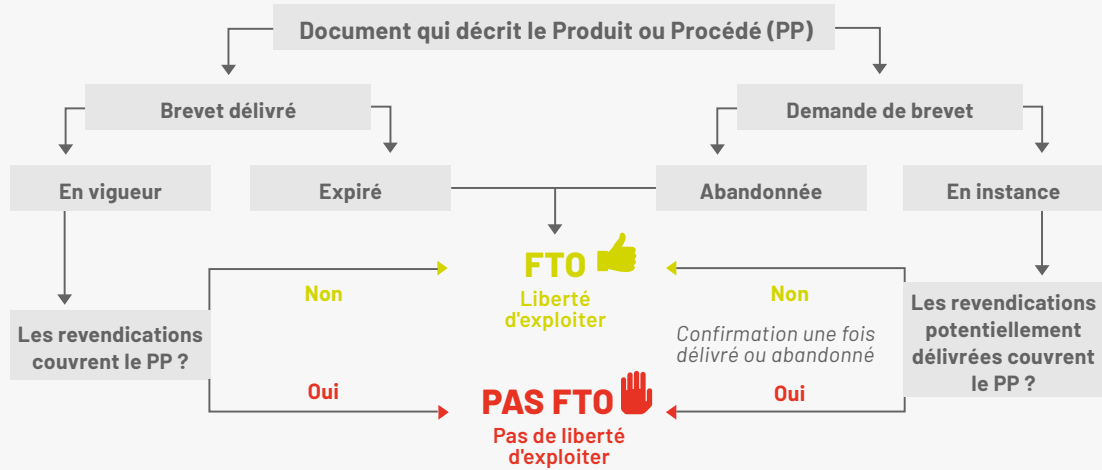 Document qui décrit le Produit ou Procédé (PP)
Brevet délivré
Demande de brevet
En vigueur
Expiré
Abandonnée
En instance
FTO
Liberté
d'exploiter
Non
Non
Les revendications
couvrent le PP ?
Confirmation une fois
délivré ou abandonné
Les revendications
potentiellement
délivrées couvrent
le PP ?
Oui
PAS FTO
Oui
Pas de liberté
d'exploiter